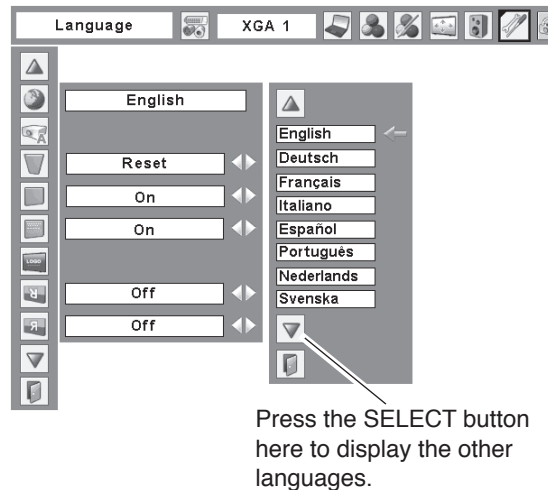 Language
XGA 1
English
Reset
On
On
Off
Off
English
Deutsch
Français
Italiano
Español
Português
Nederlands
Svenska
A
LOGO
R
R
Press the SELECT button
here to display the other
languages.